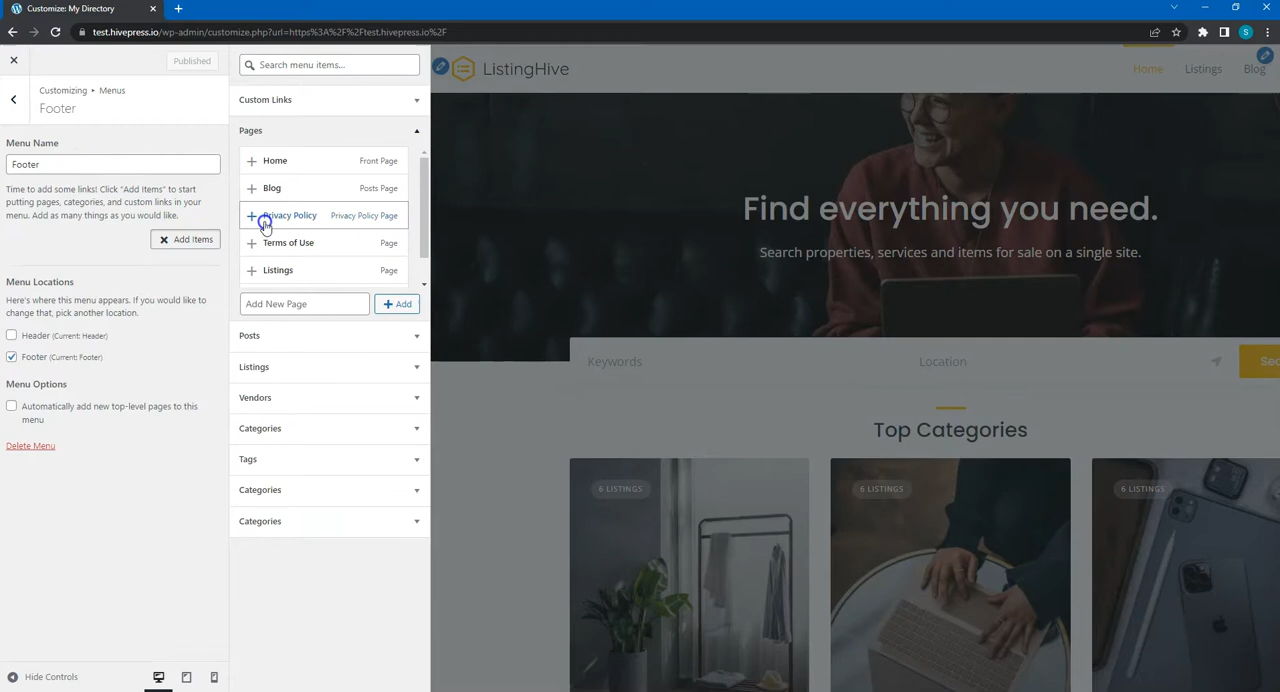 Customize: My Directory
test.hivepress.io/wp-admin/customize.php?url=https%3A%2F%2Ftest.hivepress.io%2F
S
Published
Customizing ▸ Menus
Footer
Menu Name
Footer
Time to add some links! Click "Add Items" to start
putting pages, categories, and custom links in your
menu. Add as many things as you would like.
Add Items
Menu Locations
Here's where this menu appears. If you would like to
change that, pick another location.
Header (Current: Header)
Footer (Current: Footer)
Menu Options
Automatically add new top-level pages to this
menu
Delete Menu
Hide Controls
Search menu items...
Custom Links
Pages
Home Front Page
Blog Posts Page
Privacy Policy Privacy Policy Page
Terms of Use Page
Listings Page
Add New Page
Add
Posts
Listings
Vendors
Categories
Tags
Categories
Categories
ListingHive
Home Listings Blog
Find everything you need.
Search properties, services and items for sale on a single site.
Keywords Location
Top Categories
6 LISTINGS 6 LISTINGS 6 LISTINGS